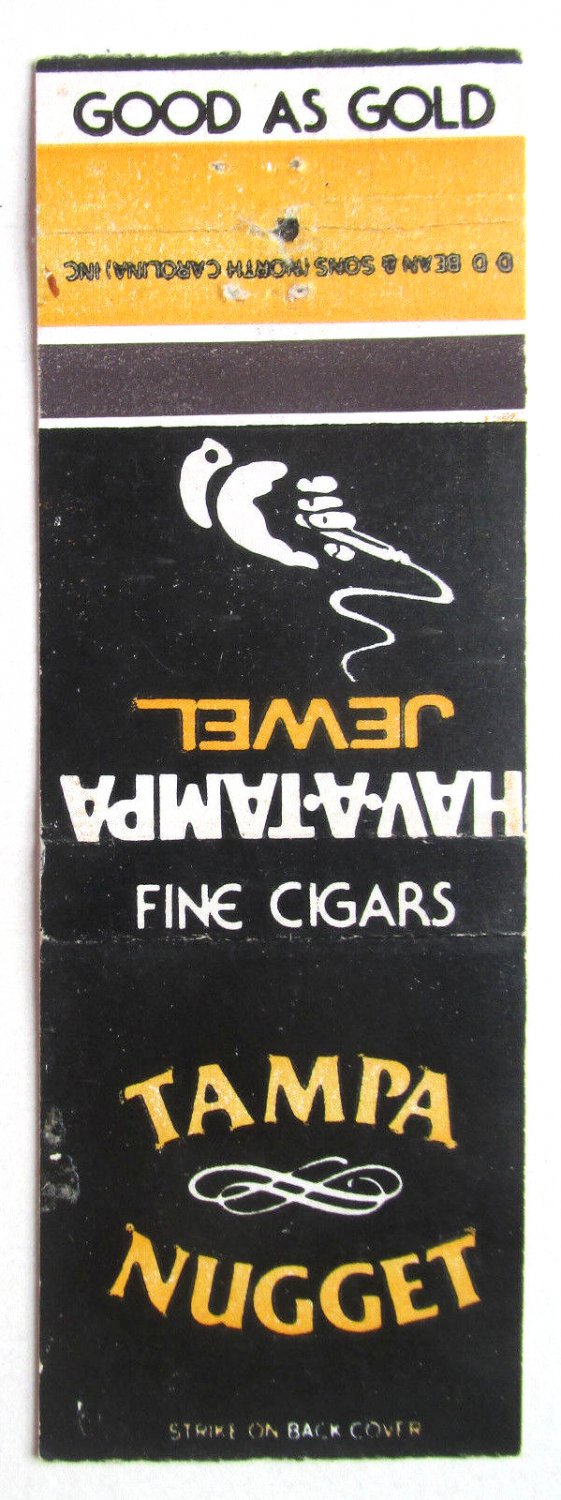 GOOD AS GOLD
D D BEAN & SONS (NORTH CAROLINA) INC
HAV-A-TAMPA
JEWEL
FINE CIGARS
TAMPA
NUGGET
STRIKE ON BACK COVER